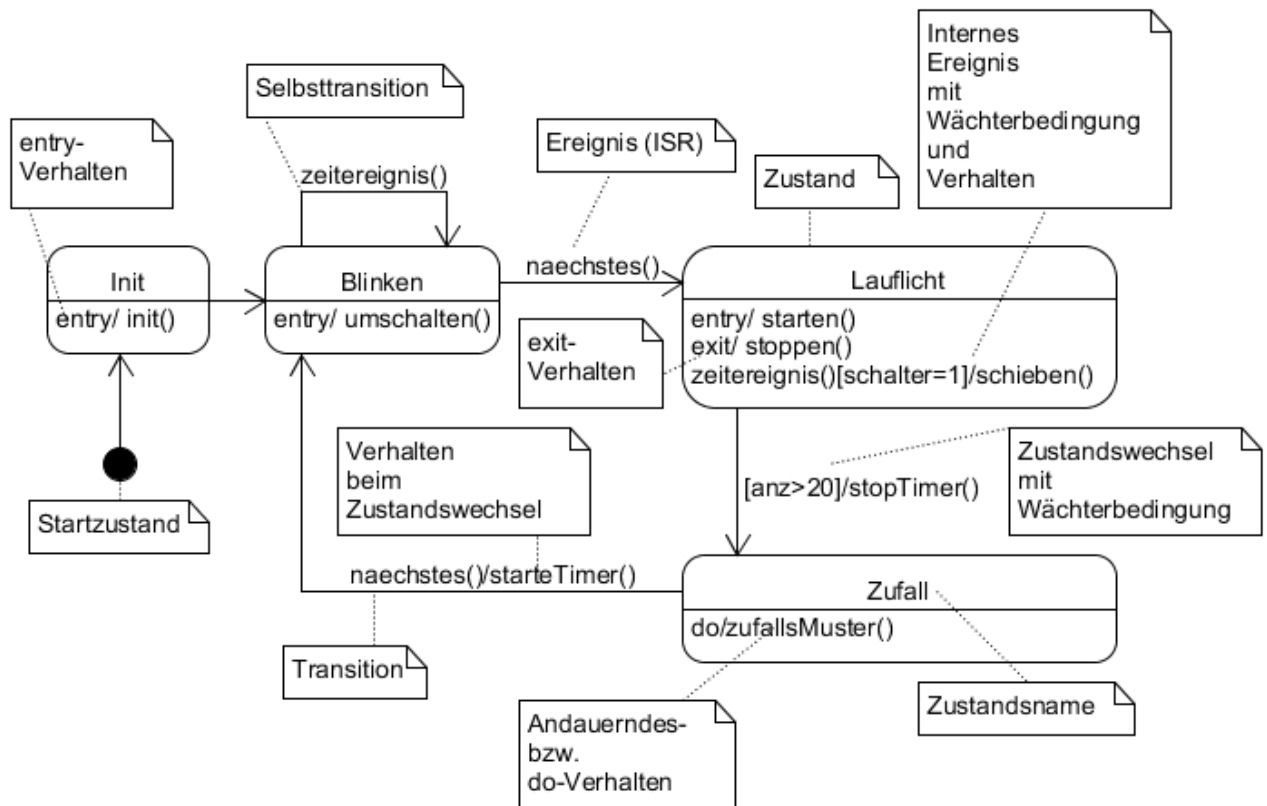 Internes
Ereignis
mit
Wächterbedingung
und
Verhalten
Selbsttransition
entry-
Verhalten
Ereignis (ISR)
zeitereignis()
Zustand
Init
entry/ init()
Blinken
entry/ umschalten()
naechstes()
Lauflicht
entry/ starten()
exit/ stoppen()
zeitereignis()[schalter=1]/schieben()
exit-
Verhalten
Verhalten
beim
Zustandswechsel
[anz>20]/stopTimer()
Zustandswechsel
mit
Wächterbedingung
Startzustand
naechstes()/starteTimer()
Zufall
do/zufallsMuster()
Transition
Zustandsname
Andauerndes-
bzw.
do-Verhalten